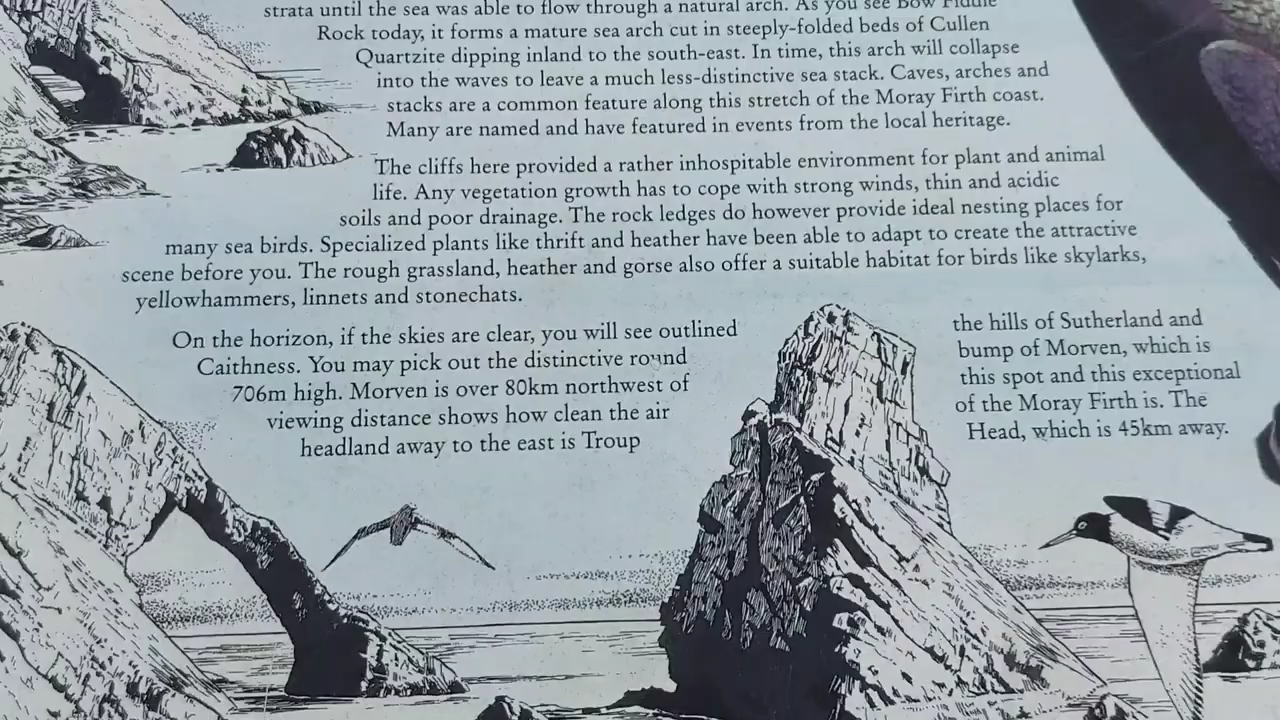 strata until the sea was able to flow through a natural arch. As you see Bow Fiddle
Rock today, it forms a mature sea arch cut in steeply-folded beds of Cullen
Quartzite dipping inland to the south-east. In time, this arch will collapse
into the waves to leave a much less-distinctive sea stack. Caves, arches and
stacks are a common feature along this stretch of the Moray Firth coast.
Many are named and have featured in events from the local heritage.
The cliffs here provided a rather inhospitable environment for plant and animal
life. Any vegetation growth has to cope with strong winds, thin and acidic
soils and poor drainage. The rock ledges do however provide ideal nesting places for
many sea birds. Specialized plants like thrift and heather have been able to adapt to create the attractive
scene before you. The rough grassland, heather and gorse also offer a suitable habitat for birds like skylarks,
yellowhammers, linnets and stonechats.
On the horizon, if the skies are clear, you will see outlined the hills of Sutherland and
Caithness. You may pick out the distinctive round bump of Morven, which is
706m high. Morven is over 80km northwest of this spot and this exceptional
viewing distance shows how clean the air of the Moray Firth is. The
headland away to the east is Troup Head, which is 45km away.